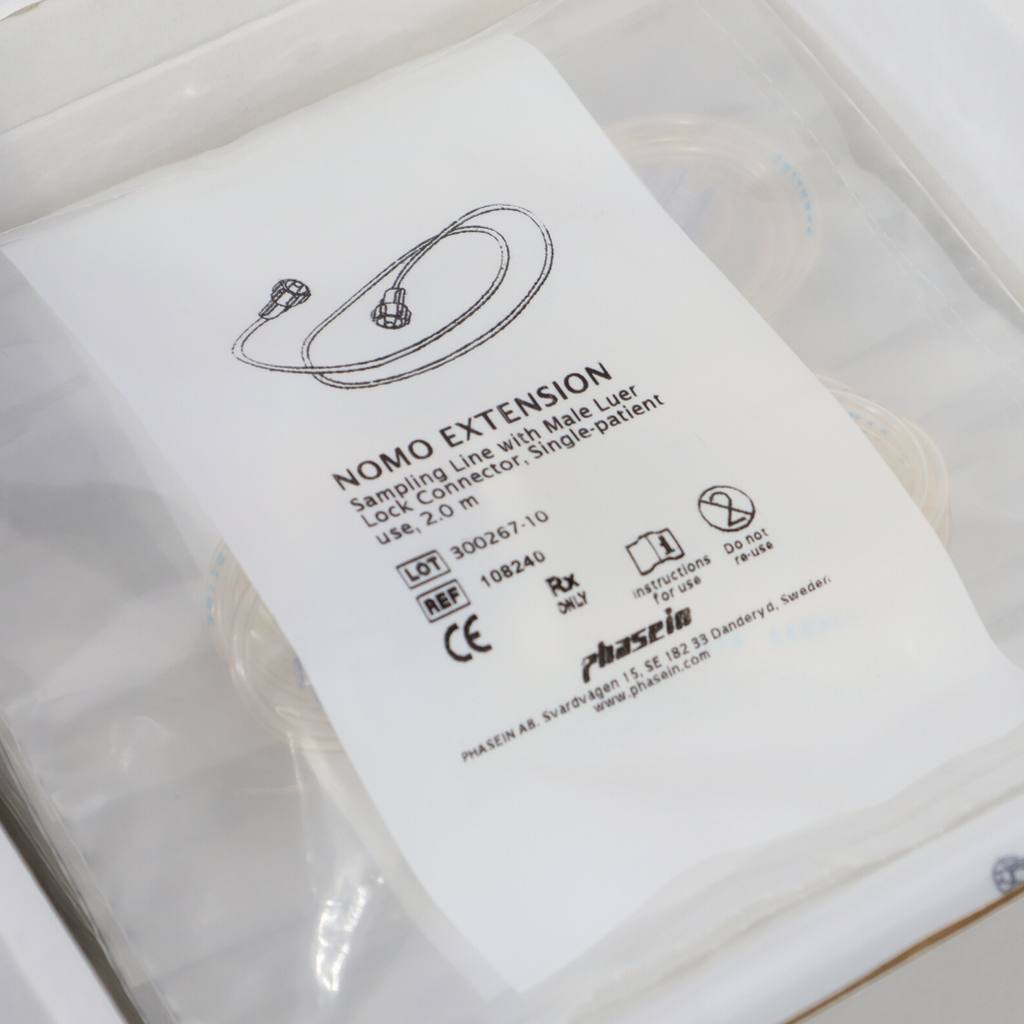 NOMO EXTENSION
Sampling Line with Male Luer
Lock Connector, Single-patient
use, 2.0 m
LOT 300267-10
REF 108240
CE
Rx
ONLY
Instructions
for use
Do not
re-use
phasein
PHASEIN AB, Svärdvägen 15, SE 182 33 Danderyd, Sweden
www.phasein.com